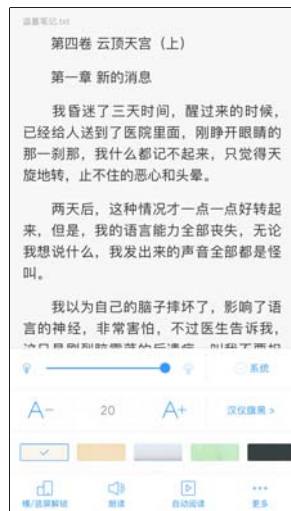 盗墓笔记.txt
第四卷 云顶天宫（上）
第一章 新的消息
我昏迷了三天时间，醒过来的时候，
已经给人送到了医院里面，刚睁开眼睛的
那一刹那，我什么都记不起来，只觉得天
旋地转，止不住的恶心和头晕。
两天后，这种情况才一点一点好转起
来，但是，我的语言能力全部丧失，无论
我想说什么，我发出来的声音全部都是怪
叫。
我以为自己的脑子摔坏了，影响了语
言的神经，非常害怕，不过医生告诉我，
系统
A- 20 A+ 汉仪旗黑 >
横/竖屏解锁 朗读 自动阅读 更多